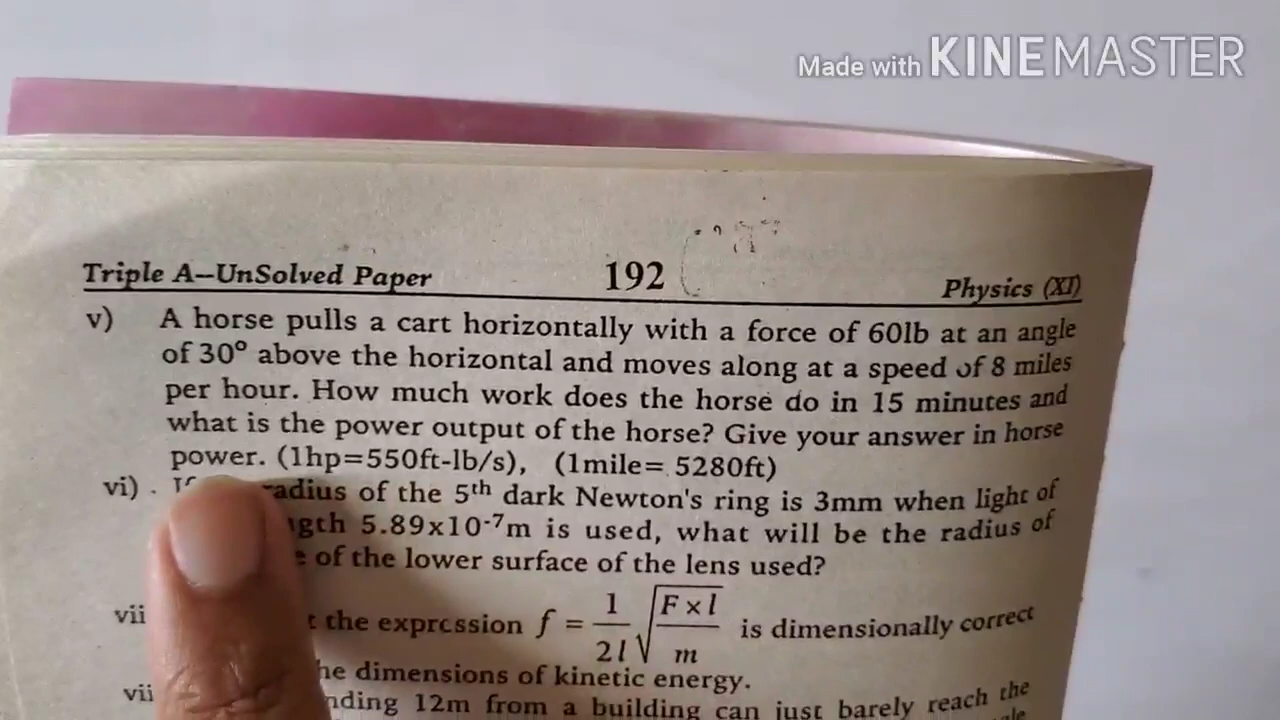 Made with KINEMASTER
Triple A–UnSolved Paper 192 Physics (XI)
v) A horse pulls a cart horizontally with a force of 60lb at an angle
of 30° above the horizontal and moves along at a speed of 8 miles
per hour. How much work does the horse do in 15 minutes and
what is the power output of the horse? Give your answer in horse
power. (1hp=550ft-lb/s), (1mile= 5280ft)
vi) radius of the 5th dark Newton's ring is 3mm when light of
5.89x10-7m is used, what will be the radius of
of the lower surface of the lens used?
the exprcssion f = 1/2l √(F x l/m) is dimensionally correct
dimensions of kinetic energy.
12m from a building can just barely reach the